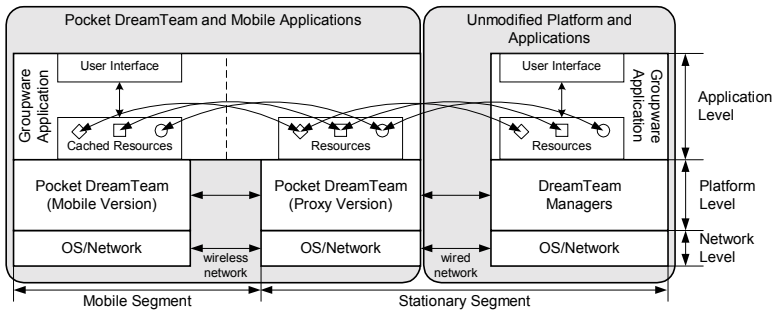 Pocket DreamTeam and Mobile Applications
Unmodified Platform and
Applications
Groupware
Application
User Interface
Cached Resources
Resources
User Interface
Resources
Groupware
Application
Application
Level
Pocket DreamTeam
(Mobile Version)
Pocket DreamTeam
(Proxy Version)
DreamTeam
Managers
Platform
Level
OS/Network
wireless
network
OS/Network
wired
network
OS/Network
Network
Level
Mobile Segment
Stationary Segment